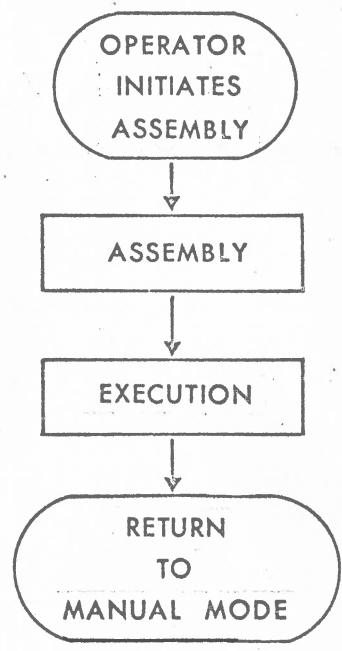 OPERATOR
INITIATES
ASSEMBLY
ASSEMBLY
EXECUTION
RETURN
TO
MANUAL MODE